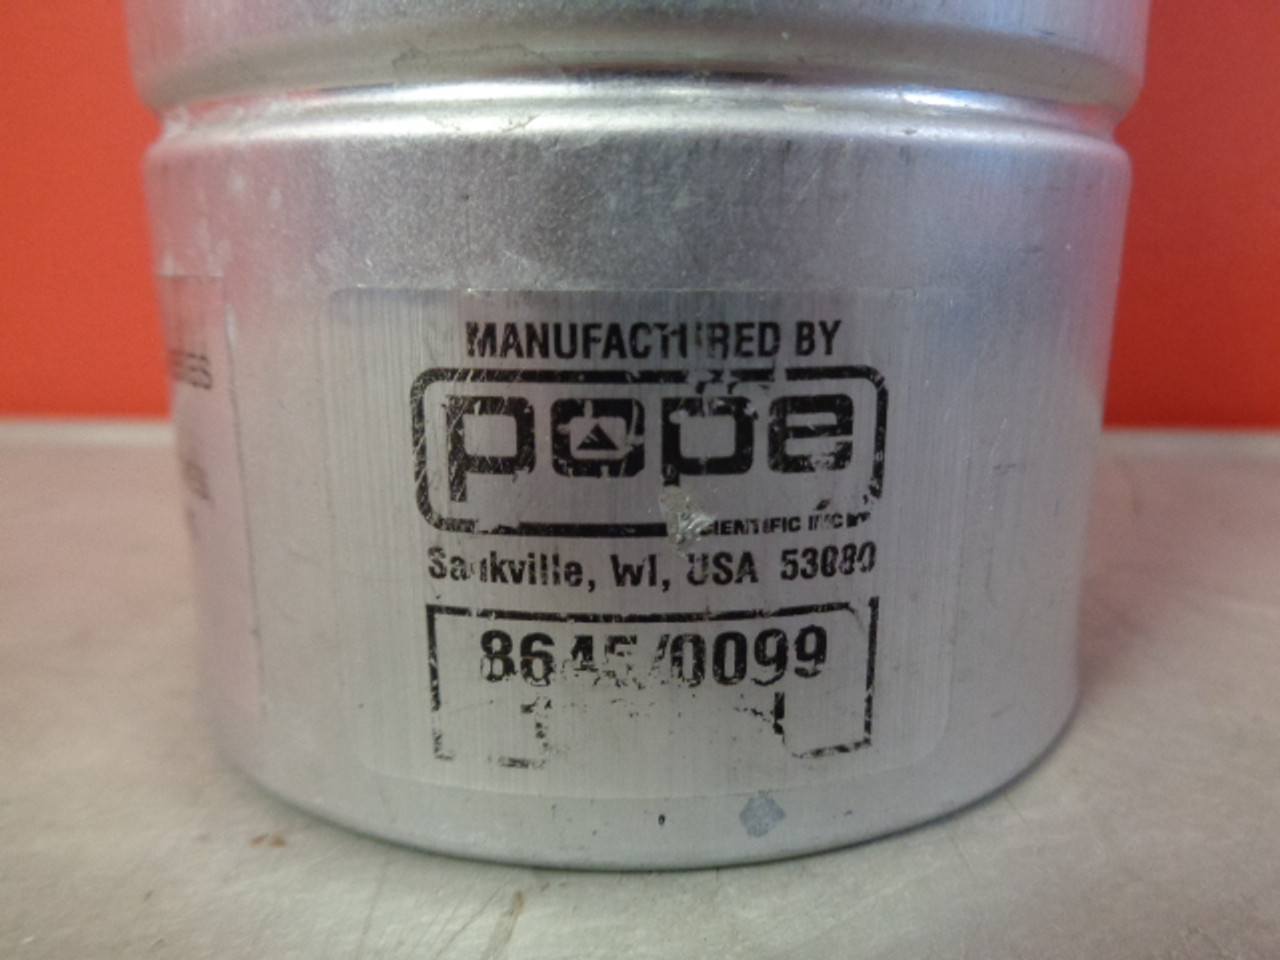 MANUFACTURED BY
pope
SCIENTIFIC INC
Saukville, WI, USA 53080
8645/0099